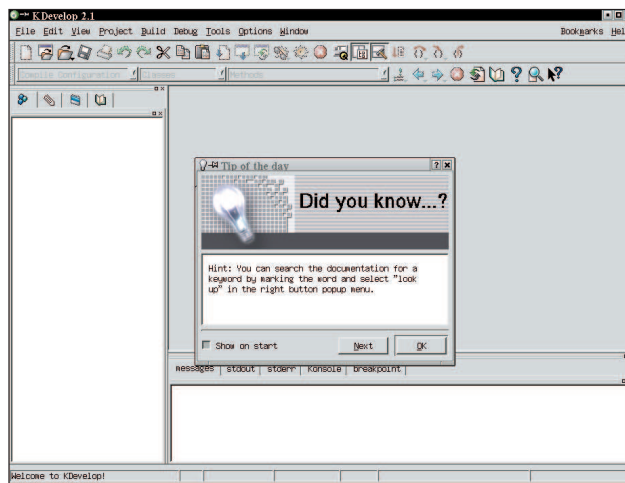 KDevelop 2.1
File Edit View Project Build Debug Tools Options Window Bookmarks Hel
Compile Configuration Classes Methods
Tip of the day
Did you know...?
Hint: You can search the documentation for a
keyword by marking the word and select "look
up" in the right button popup menu.
Show on start Next OK
messages stdout stderr Konsole breakpoint
Welcome to KDevelop!